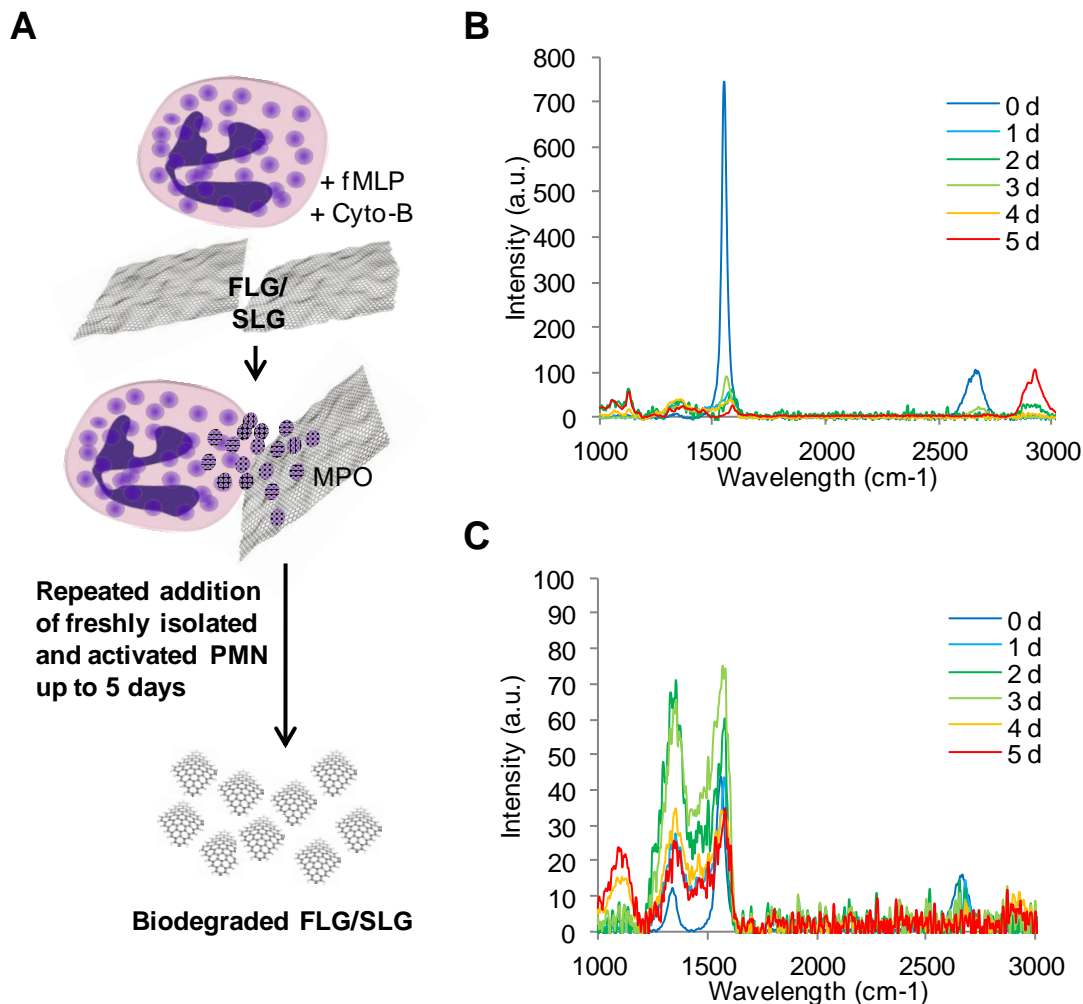 A
+ fMLP
+ Cyto-B
FLG/
SLG
MPO
Repeated addition
of freshly isolated
and activated PMN
up to 5 days
Biodegraded FLG/SLG
B
800
700
600
500
400
300
200
100
0
Intensity (a.u.)
1000 1500 2000 2500 3000
Wavelength (cm-1)
0 d
1 d
2 d
3 d
4 d
5 d
C
100
90
80
70
60
50
40
30
20
10
0
Intensity (a.u.)
1000 1500 2000 2500 3000
Wavelength (cm-1)
0 d
1 d
2 d
3 d
4 d
5 d